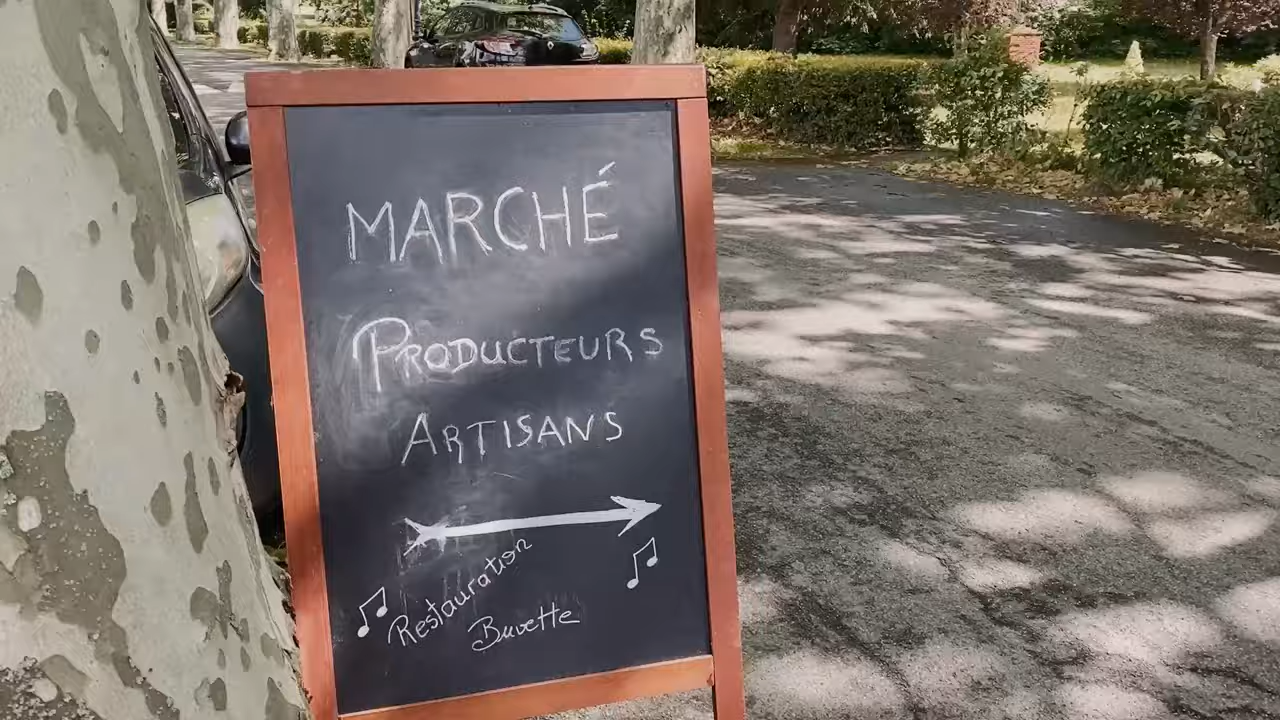 MARCHÉ
PRODUCTEURS
ARTISANS
Restauration
Buvette